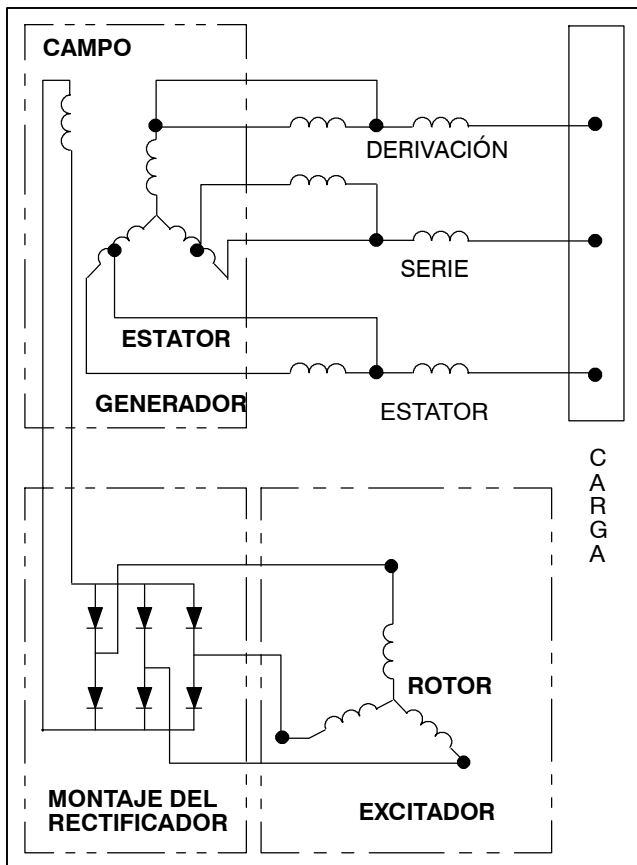 CAMPO
DERIVACIÓN
SERIE
ESTATOR
GENERADOR
ESTATOR
C
A
R
G
A
ROTOR
MONTAJE DEL
RECTIFICADOR
EXCITADOR